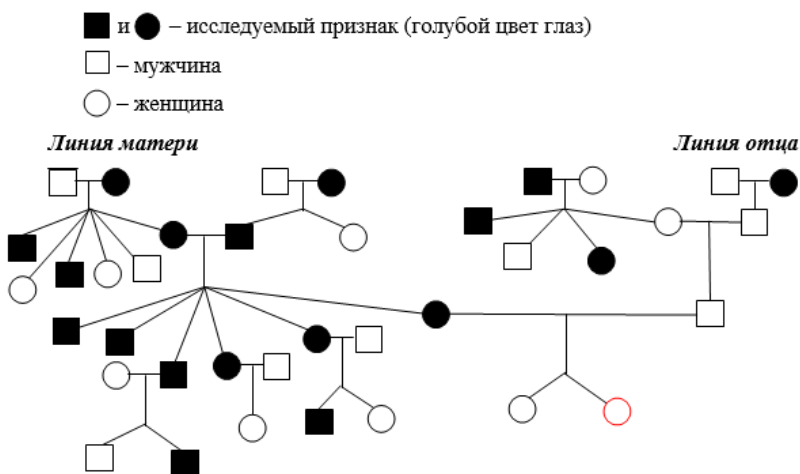 и – исследуемый признак (голубой цвет глаз)
– мужчина
– женщина
Линия матери
Линия отца